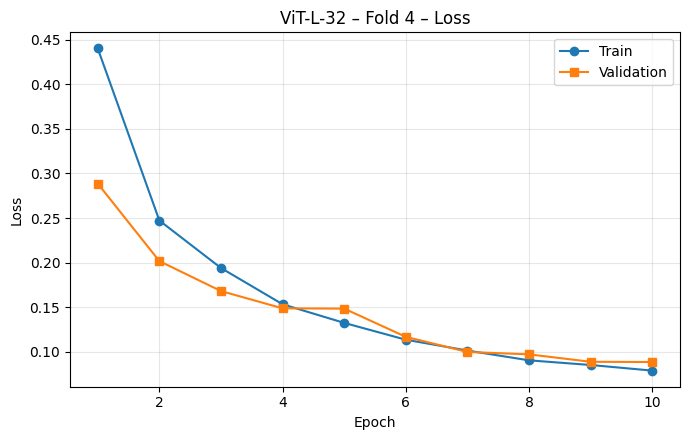 ViT-L-32 – Fold 4 – Loss
Train
Validation
Loss
0.45
0.40
0.35
0.30
0.25
0.20
0.15
0.10
2 4 6 8 10
Epoch